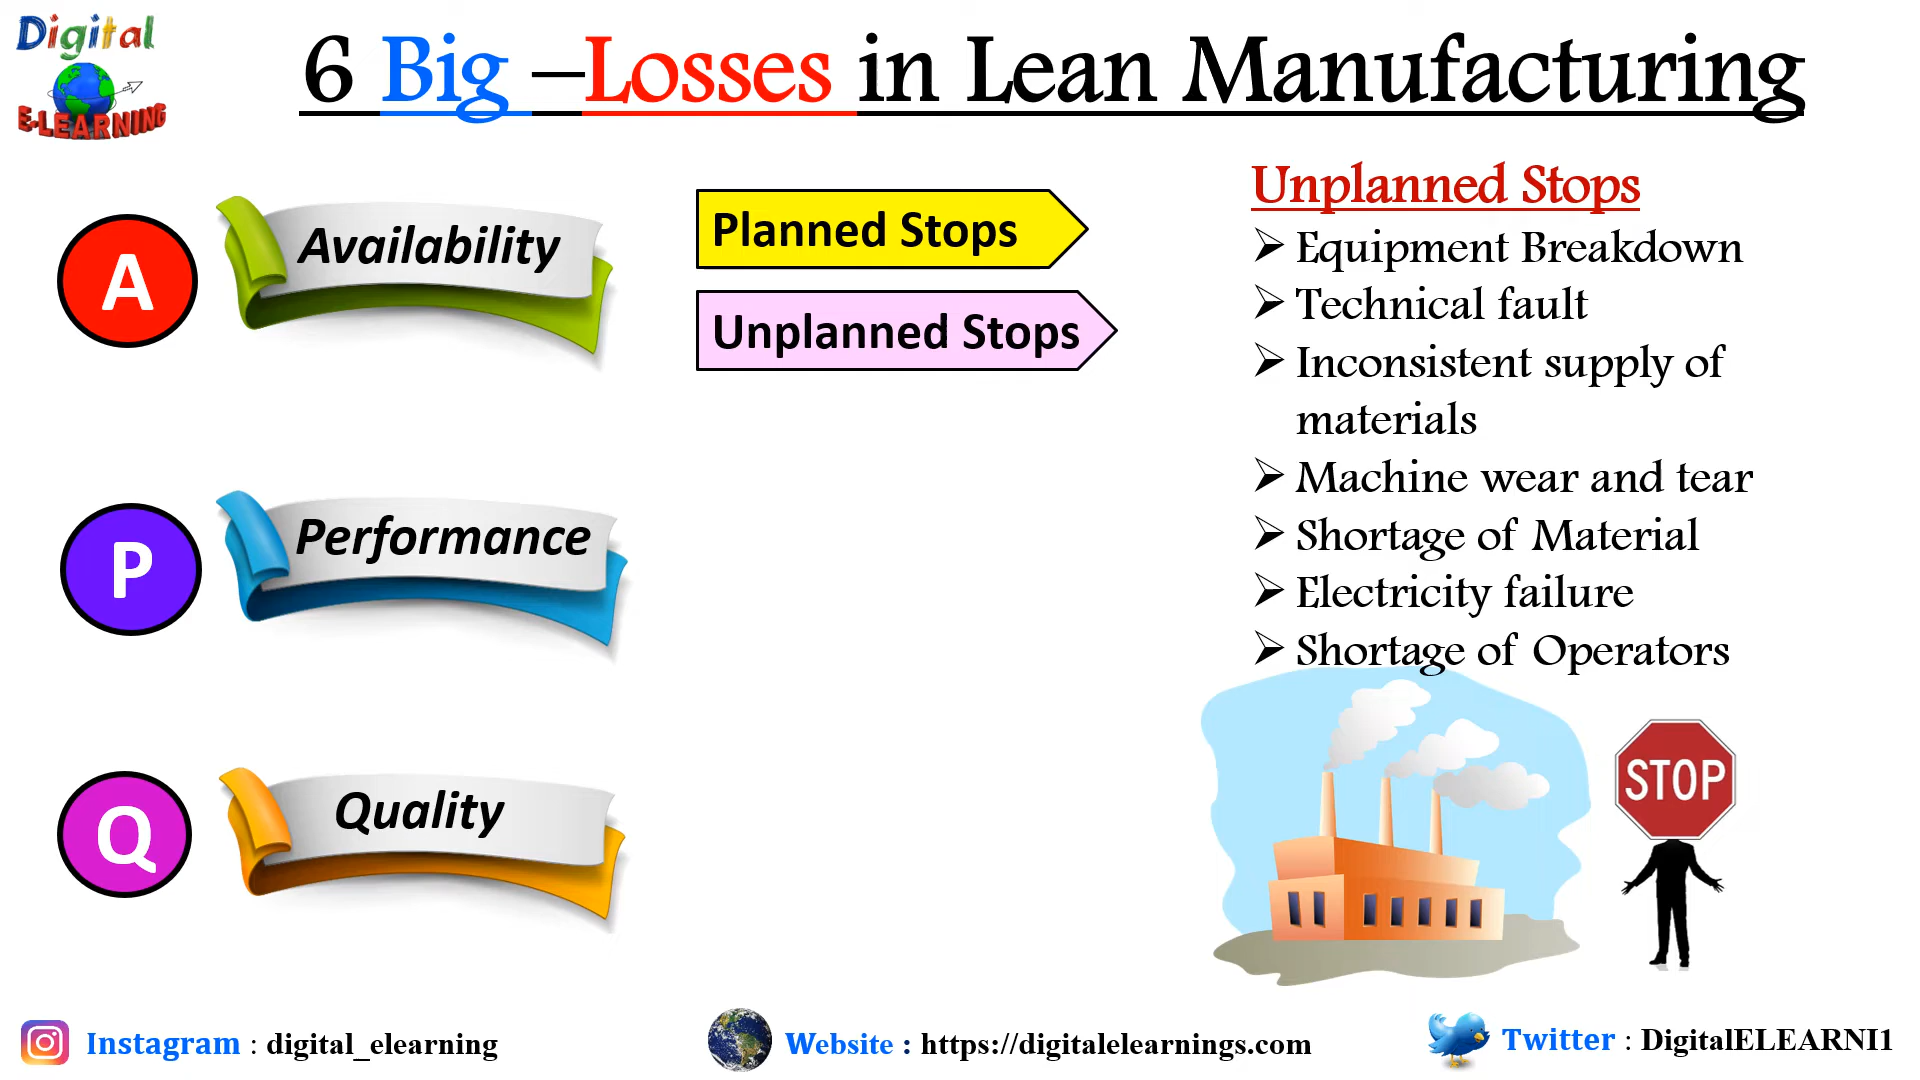 Digital
E-LEARNING
6 Big –Losses in Lean Manufacturing
A
Availability
Planned Stops
Unplanned Stops
P
Performance
Q
Quality
Unplanned Stops
➢ Equipment Breakdown
➢ Technical fault
➢ Inconsistent supply of
materials
➢ Machine wear and tear
➢ Shortage of Material
➢ Electricity failure
➢ Shortage of Operators
STOP
Instagram : digital_elearning
Website : https://digitalelearnings.com
Twitter : DigitalELEARNI1